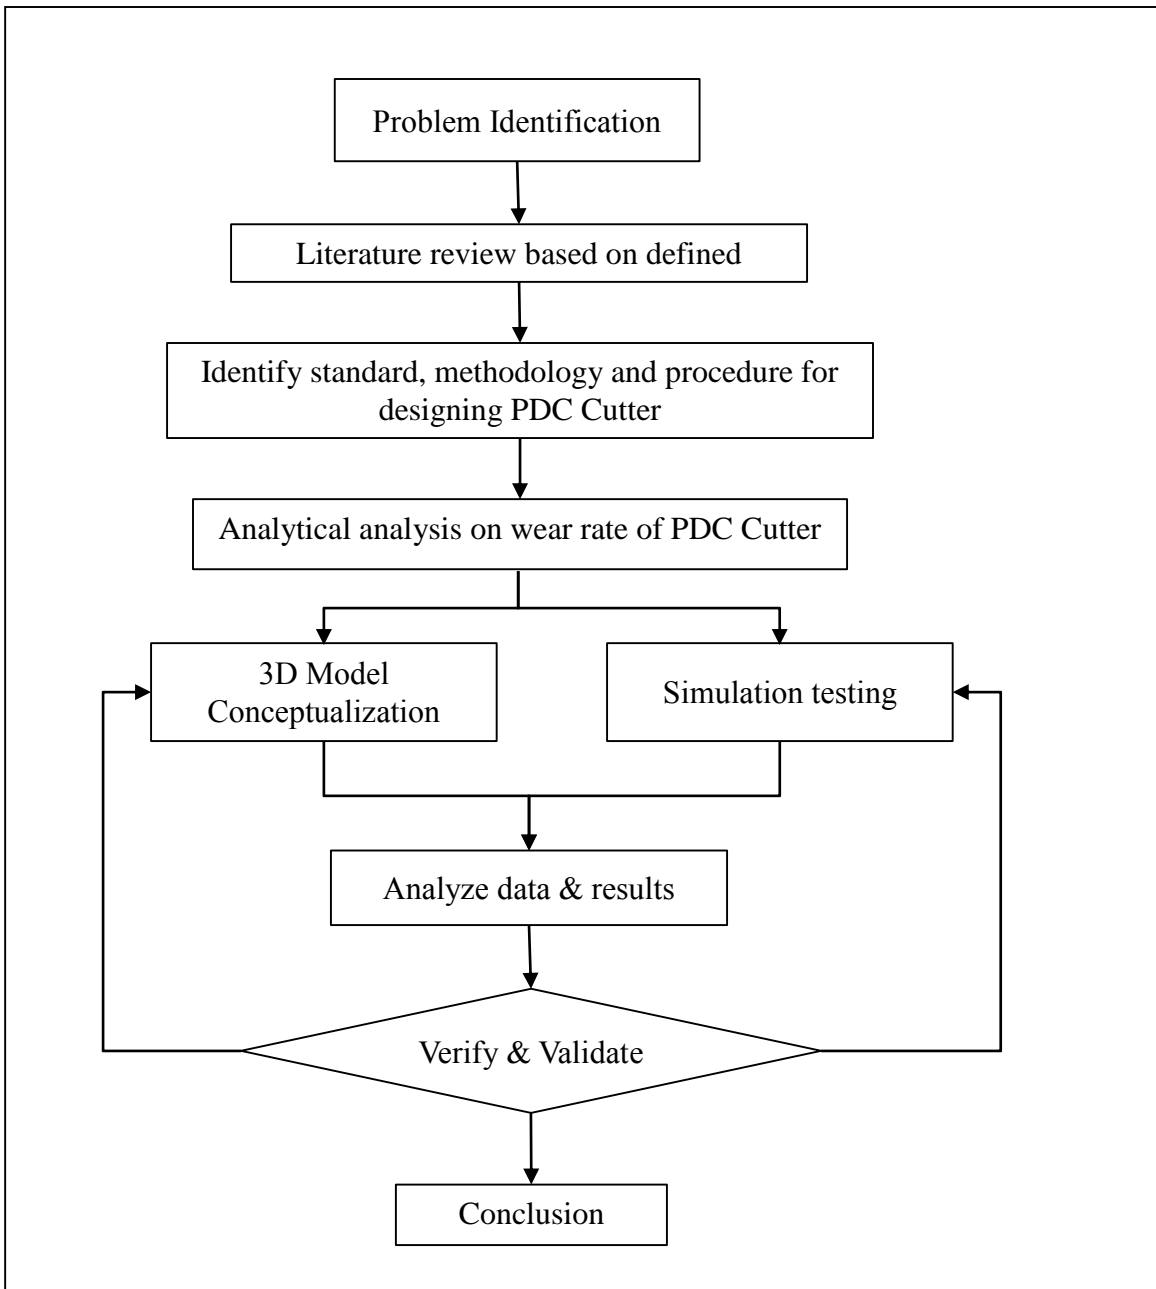 Problem Identification
Literature review based on defined
Identify standard, methodology and procedure for
designing PDC Cutter
Analytical analysis on wear rate of PDC Cutter
3D Model
Conceptualization
Simulation testing
Analyze data & results
Verify & Validate
Conclusion